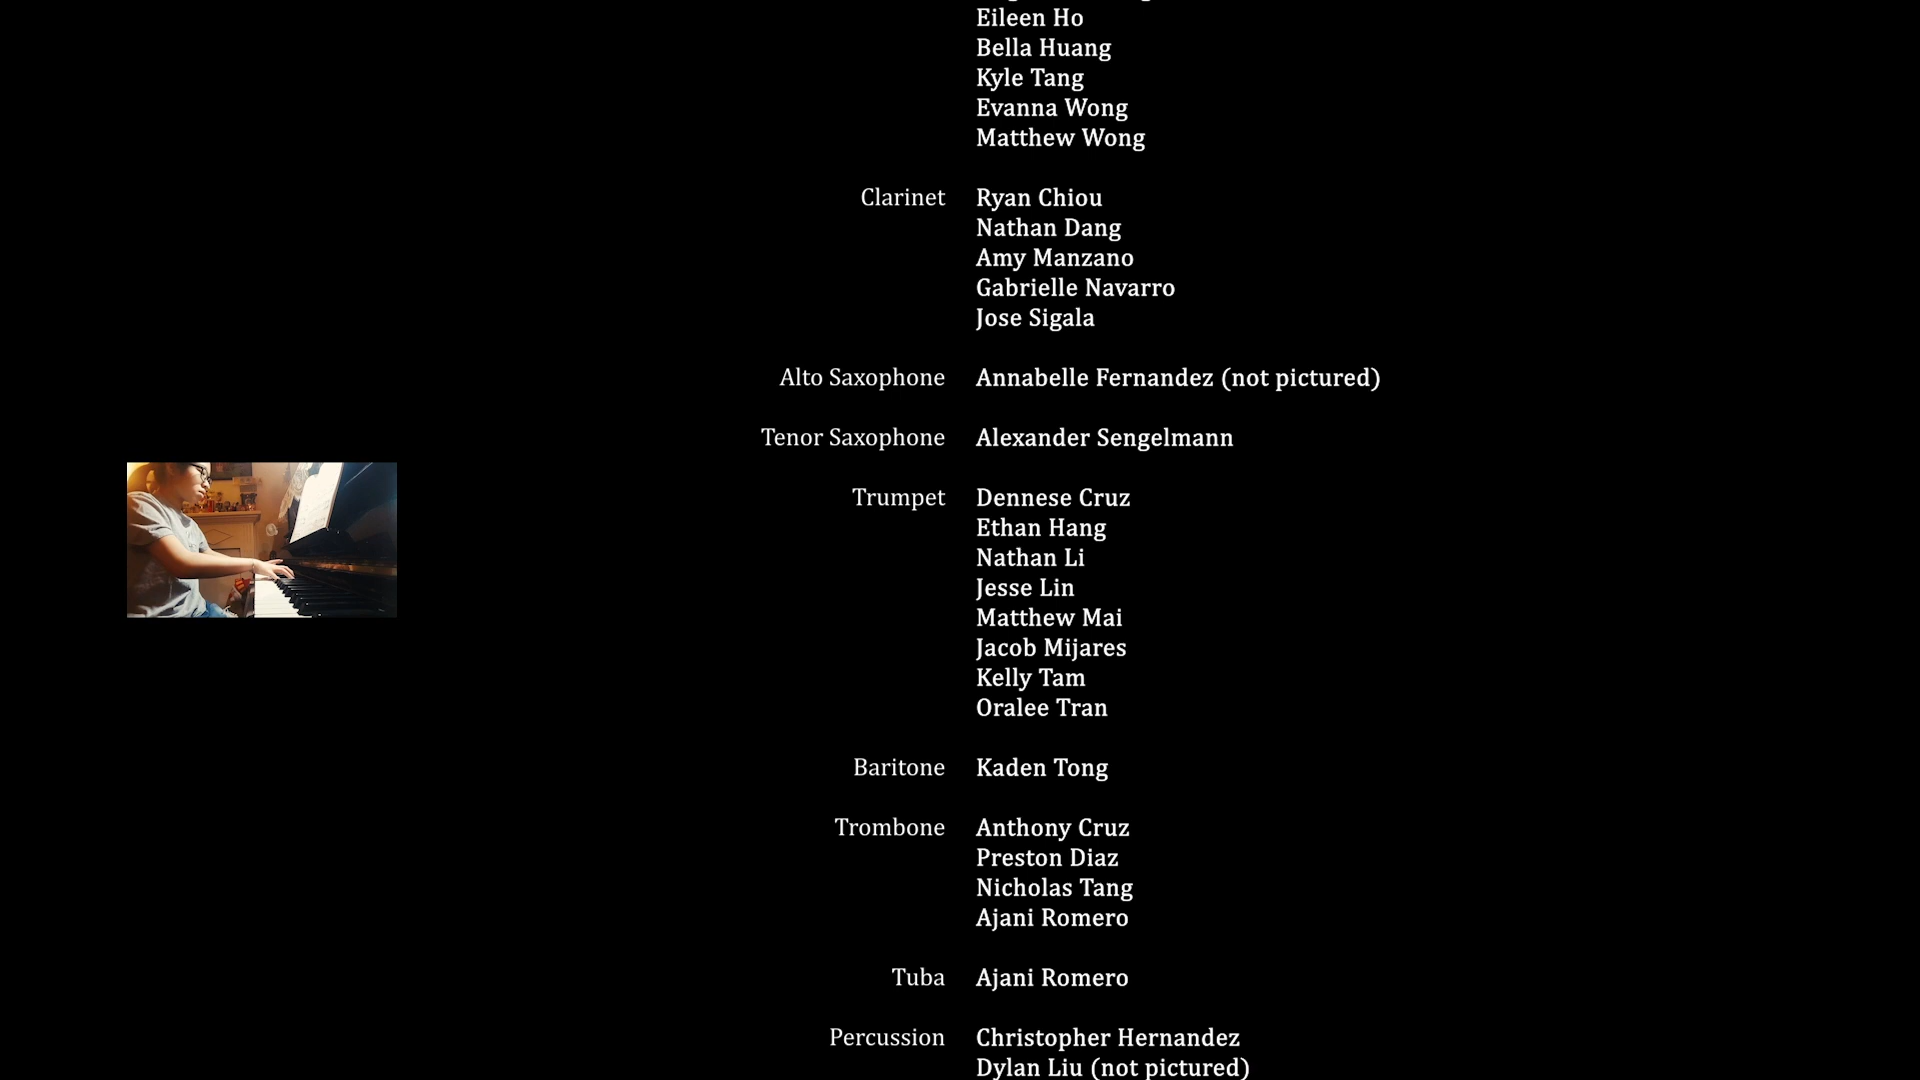 Eileen Ho
Bella Huang
Kyle Tang
Evanna Wong
Matthew Wong
Clarinet Ryan Chiou
Nathan Dang
Amy Manzano
Gabrielle Navarro
Jose Sigala
Alto Saxophone Annabelle Fernandez (not pictured)
Tenor Saxophone Alexander Sengelmann
Trumpet Dennese Cruz
Ethan Hang
Nathan Li
Jesse Lin
Matthew Mai
Jacob Mijares
Kelly Tam
Oralee Tran
Baritone Kaden Tong
Trombone Anthony Cruz
Preston Diaz
Nicholas Tang
Ajani Romero
Tuba Ajani Romero
Percussion Christopher Hernandez
Dylan Liu (not pictured)